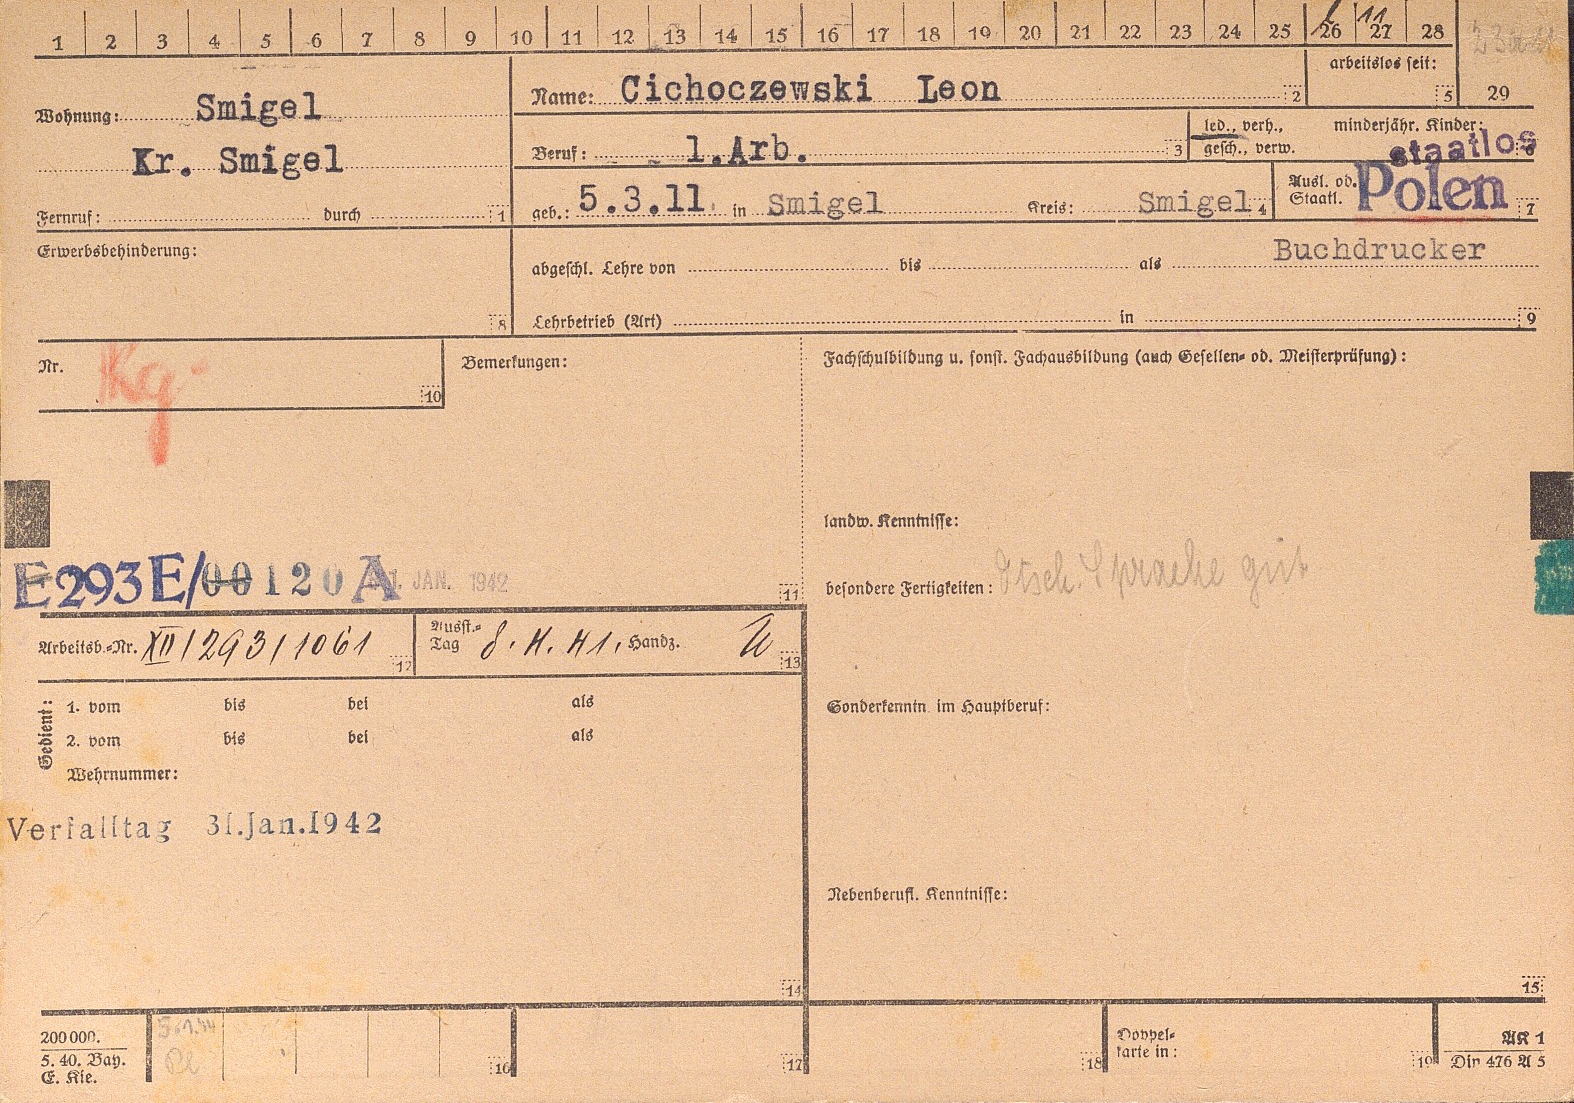 1 2 3 4 5 6 7 8 9 10 11 12 13 14 15 16 17 18 19 20 21 22 23 24 25 26 27 28
11
arbeitslos seit:
5 29
Wohnung: Smigel
Kr. Smigel
Fernruf: durch 1
Name: Cichoczewski Leon 2
Beruf: l.Arb. 3
led., verh., gesch., verw.
minderjähr. Kinder: 6
staatlos
geb.: 5.3.11. in Smigel Kreis: Smigel 4
Ausl. od. Staatl. Polen 7
Erwerbsbehinderung:
8
abgeschl. Lehre von bis als Buchdrucker
Lehrbetrieb (Art) in 9
Nr. Kg. 10
Bemerkungen:
Fachschulbildung u. sonst. Fachausbildung (auch Gesellen- od. Meisterprüfung):
landw. Kenntnisse:
besondere Fertigkeiten: Dtsch. Sprache gut
E293E/00120A JAN. 1942
11
Arbeitsb.-Nr. XII/293/1061 12
Ausst.-Tag 8.11.41. Handz. 13
Sonderkenntn. im Hauptberuf:
Gedient:
1. vom bis bei als
2. vom bis bei als
Wehrnummer:
Verfalltag 31.Jan.1942
Nebenberufl. Kenntnisse:
14
15
200000.
5. 40. Bay.
E. Kie.
16
17
18
Doppel-
karte in:
19
AK 1
Din 476 A 5